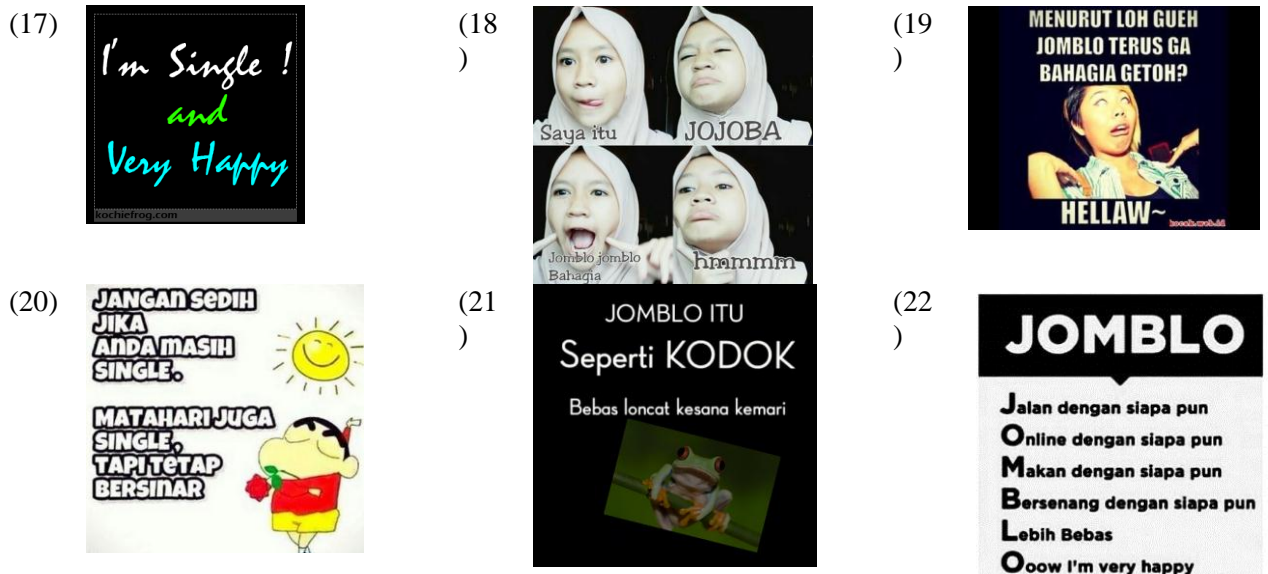 (17)
I'm Single !
and
Very Happy
kochiefrog.com
(18
)
Saya itu
JOJOBA
Jomblo jomblo
Bahagia
hmmmm
(19
)
MENURUT LOH GUEH
JOMBLO TERUS GA
BAHAGIA GETOH?
HELLAW~
kocak.web.id
(20)
JANGAN SEDIH
JIKA
ANDA MASIH
SINGLE.
MATAHARI JUGA
SINGLE,
TAPI TETAP
BERSINAR
(21
)
JOMBLO ITU
Seperti KODOK
Bebas loncat kesana kemari
(22
)
JOMBLO
Jalan dengan siapa pun
Online dengan siapa pun
Makan dengan siapa pun
Bersenang dengan siapa pun
Lebih Bebas
Ooow I'm very happy